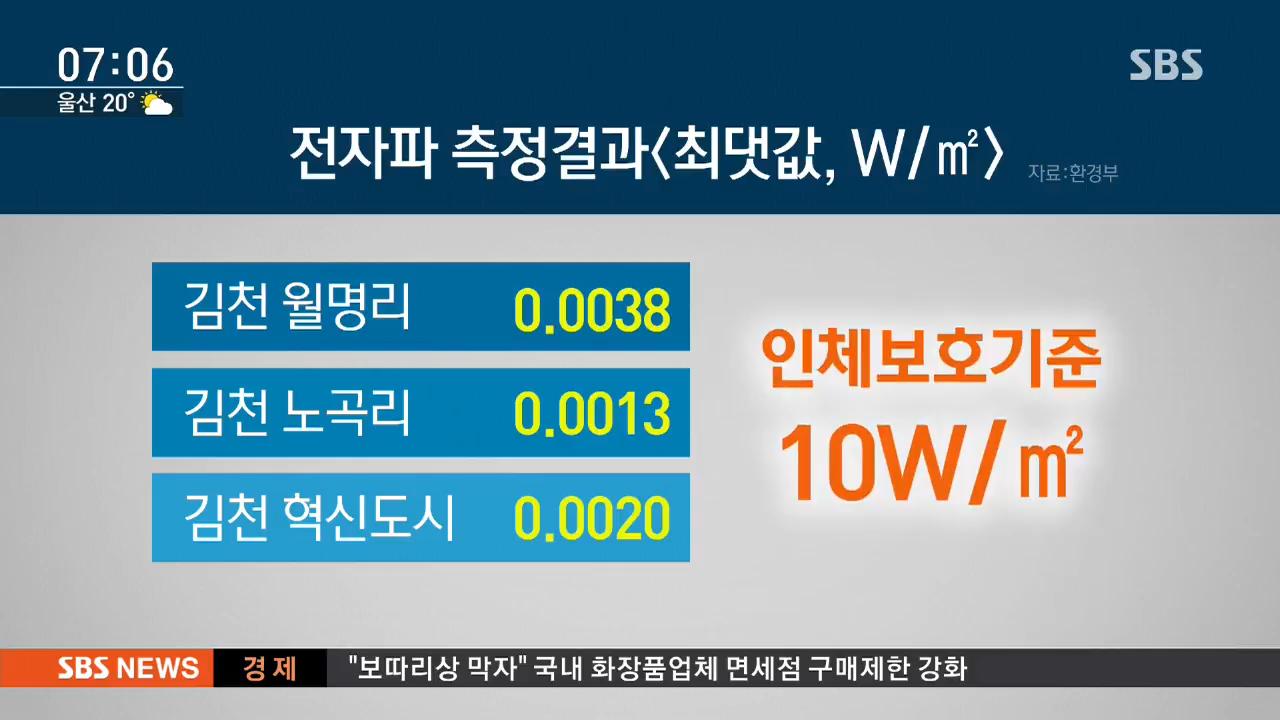 07:06
SBS
울산 20°
전자파 측정결과〈최댓값, W/㎡〉
자료:환경부
김천 월명리 0.0038
김천 노곡리 0.0013
김천 혁신도시 0.0020
인체보호기준
10W/㎡
SBS NEWS 경제 "보따리상 막자" 국내 화장품업체 면세점 구매제한 강화